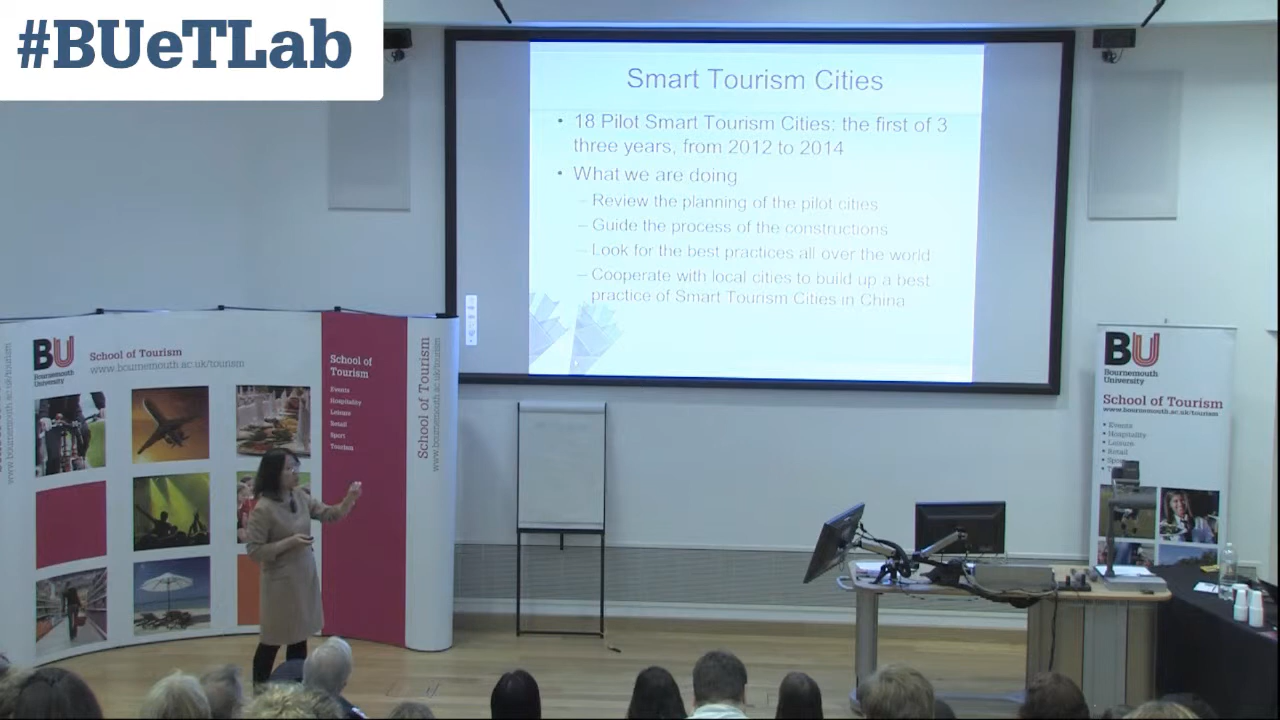 #BUeTLab
Smart Tourism Cities
• 18 Pilot Smart Tourism Cities: the first of 3
three years, from 2012 to 2014
• What we are doing
– Review the planning of the pilot cities
– Guide the process of the constructions
– Look for the best practices all over the world
– Cooperate with local cities to build up a best
practice of Smart Tourism Cities in China
BU
Bournemouth
University
School of Tourism
www.bournemouth.ac.uk/tourism
School of
Tourism
Events
Hospitality
Leisure
Retail
Sport
Tourism
School of Tourism
www.bournemouth.ac.uk/tourism
BU
Bournemouth
University
School of Tourism
www.bournemouth.ac.uk/tourism
• Events
• Hospitality
• Leisure
• Retail